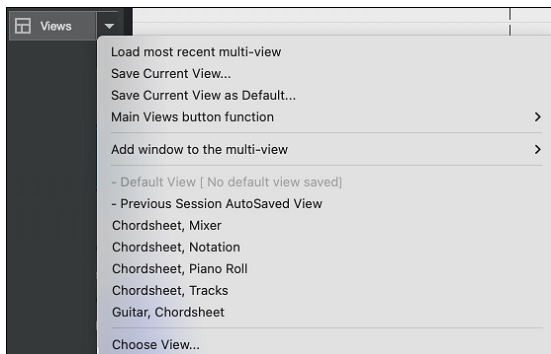 Views
Load most recent multi-view
Save Current View...
Save Current View as Default...
Main Views button function
Add window to the multi-view
- Default View [ No default view saved]
- Previous Session AutoSaved View
Chordsheet, Mixer
Chordsheet, Notation
Chordsheet, Piano Roll
Chordsheet, Tracks
Guitar, Chordsheet
Choose View...